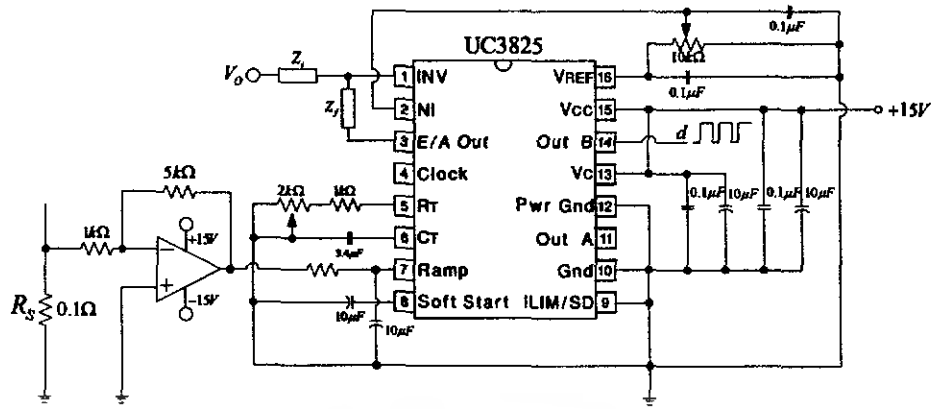 UC3825
0.1μF
10kΩ
0.1μF
V_O
Z_i
Z_f
1 INV
2 NI
3 E/A Out
4 Clock
5 RT
6 CT
7 Ramp
8 Soft Start
VREF 16
Vcc 15
Out B 14
Vc 13
Pwr Gnd 12
Out A 11
Gnd 10
ILIM/SD 9
+15V
d
0.1μF
10μF
0.1μF
10μF
5kΩ
1kΩ
2kΩ
1kΩ
+15V
−
+
−15V
R_S
0.1Ω
10μF
10μF